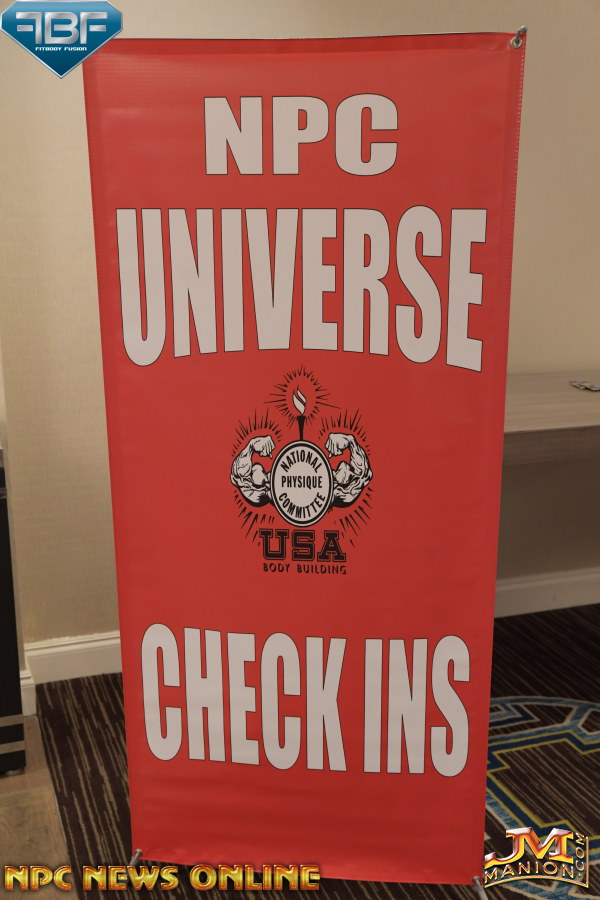 FBF
FITBODY FUSION
NPC
UNIVERSE
NATIONAL
PHYSIQUE
COMMITTEE
USA
BODY BUILDING
CHECK INS
NPC NEWS ONLINE
JM
MANION.COM